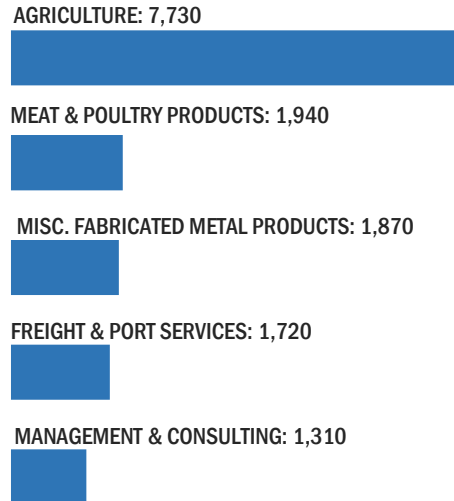 AGRICULTURE: 7,730
MEAT & POULTRY PRODUCTS: 1,940
MISC. FABRICATED METAL PRODUCTS: 1,870
FREIGHT & PORT SERVICES: 1,720
MANAGEMENT & CONSULTING: 1,310